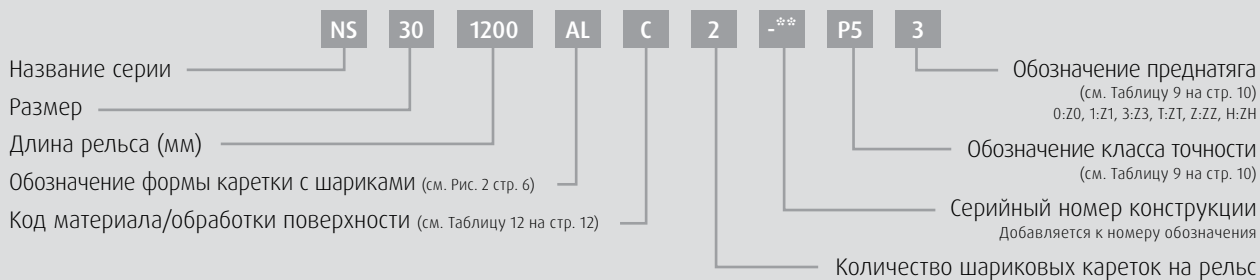 NS 30 1200 AL C 2 -** P5 3
Название серии
Размер
Длина рельса (мм)
Обозначение формы каретки с шариками (см. Рис. 2 стр. 6)
Код материала/обработки поверхности (см. Таблицу 12 на стр. 12)
Обозначение преднатяга
(см. Таблицу 9 на стр. 10)
0:Z0, 1:Z1, 3:Z3, T:ZT, Z:ZZ, H:ZH
Обозначение класса точности
(см. Таблицу 9 на стр. 10)
Серийный номер конструкции
Добавляется к номеру обозначения
Количество шариковых кареток на рельс